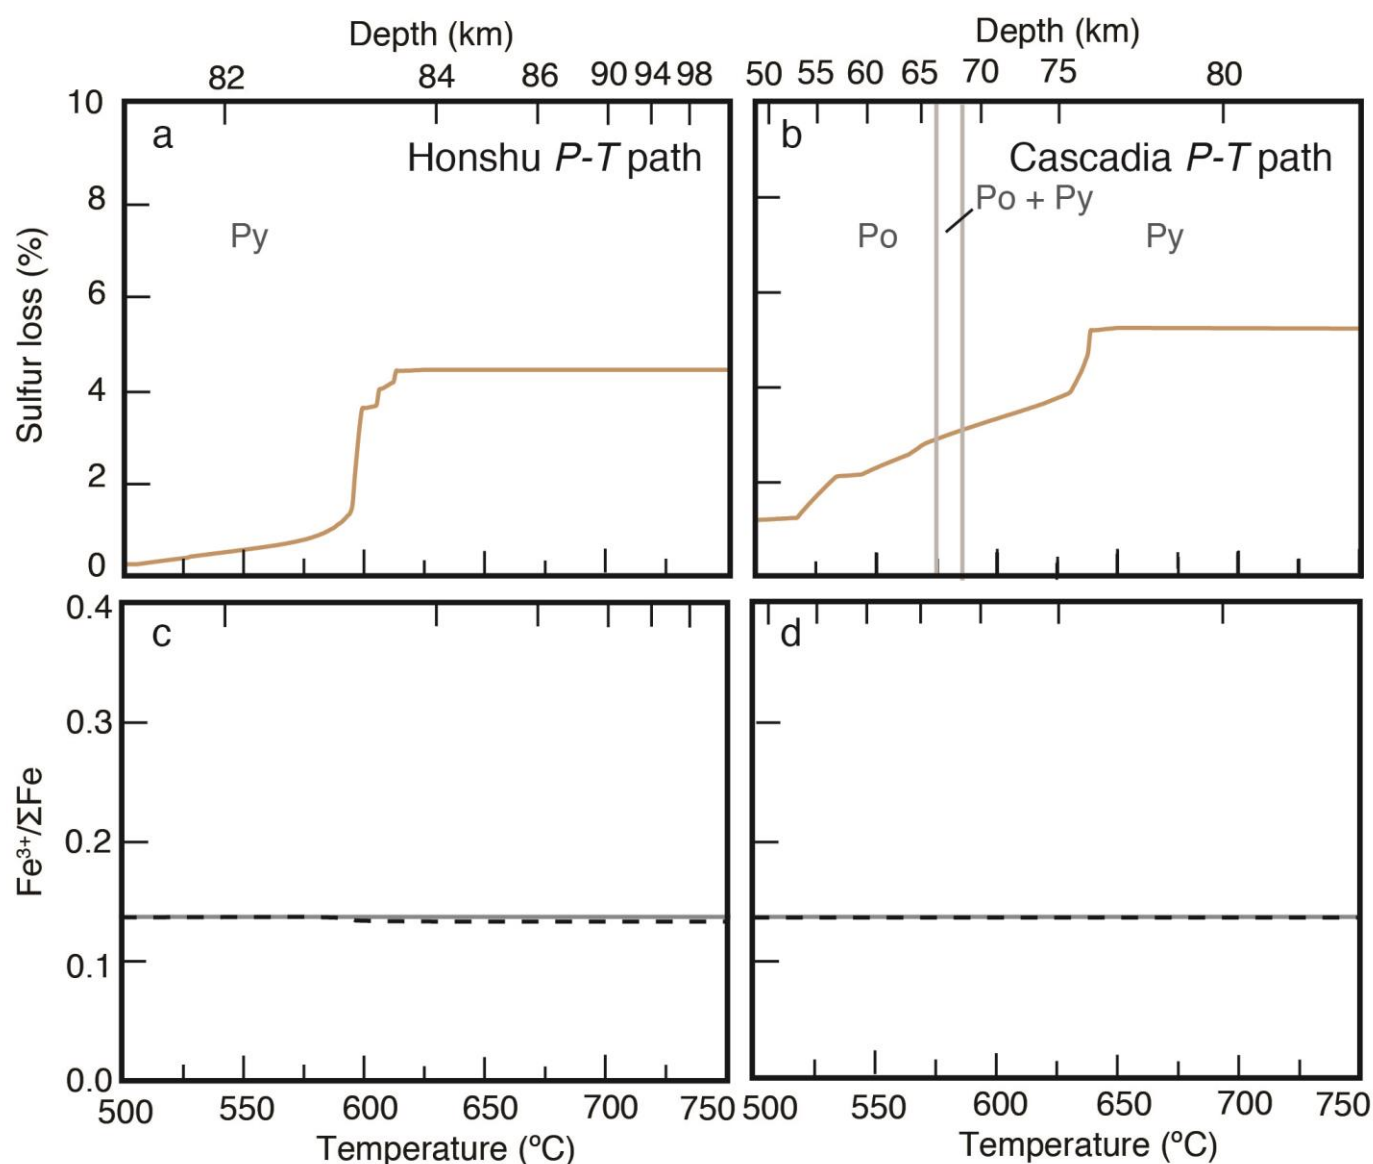 Depth (km)
82 84 86 90 94 98
Depth (km)
50 55 60 65 70 75 80
10
8
6
4
2
0
Sulfur loss (%)
a
Honshu P-T path
Py
b
Cascadia P-T path
Po + Py
Po
Py
0.4
0.3
0.2
0.1
0.0
Fe³⁺/ΣFe
c
d
500 550 600 650 700 750
Temperature (ºC)
500 550 600 650 700 750
Temperature (ºC)